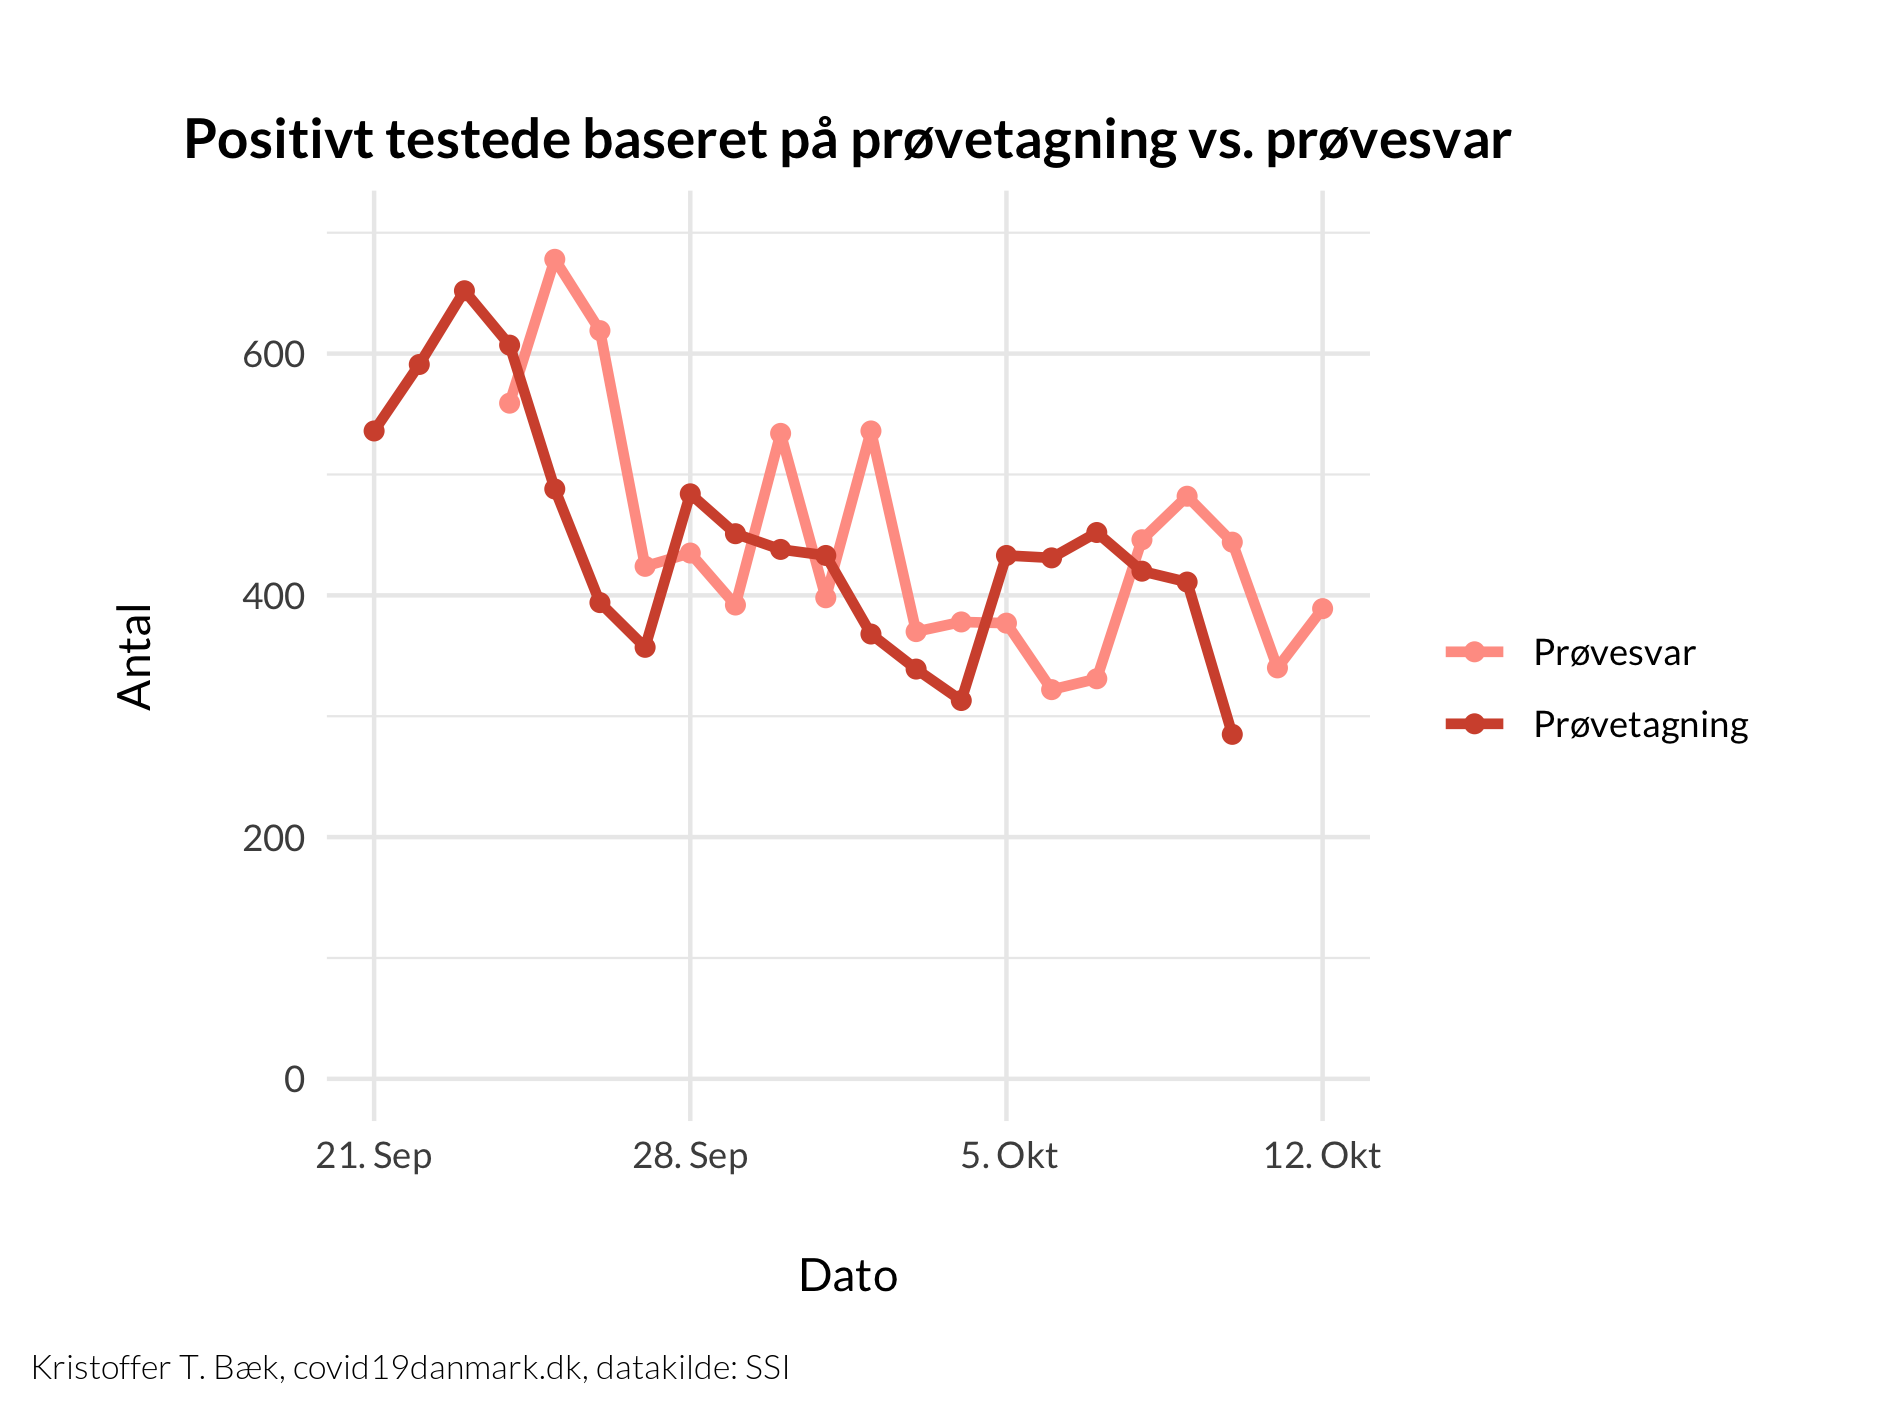 Positivt testede baseret på prøvetagning vs. prøvesvar
Antal
600
400
200
0
21. Sep
28. Sep
5. Okt
12. Okt
Dato
Prøvesvar
Prøvetagning
Kristoffer T. Bæk, covid19danmark.dk, datakilde: SSI